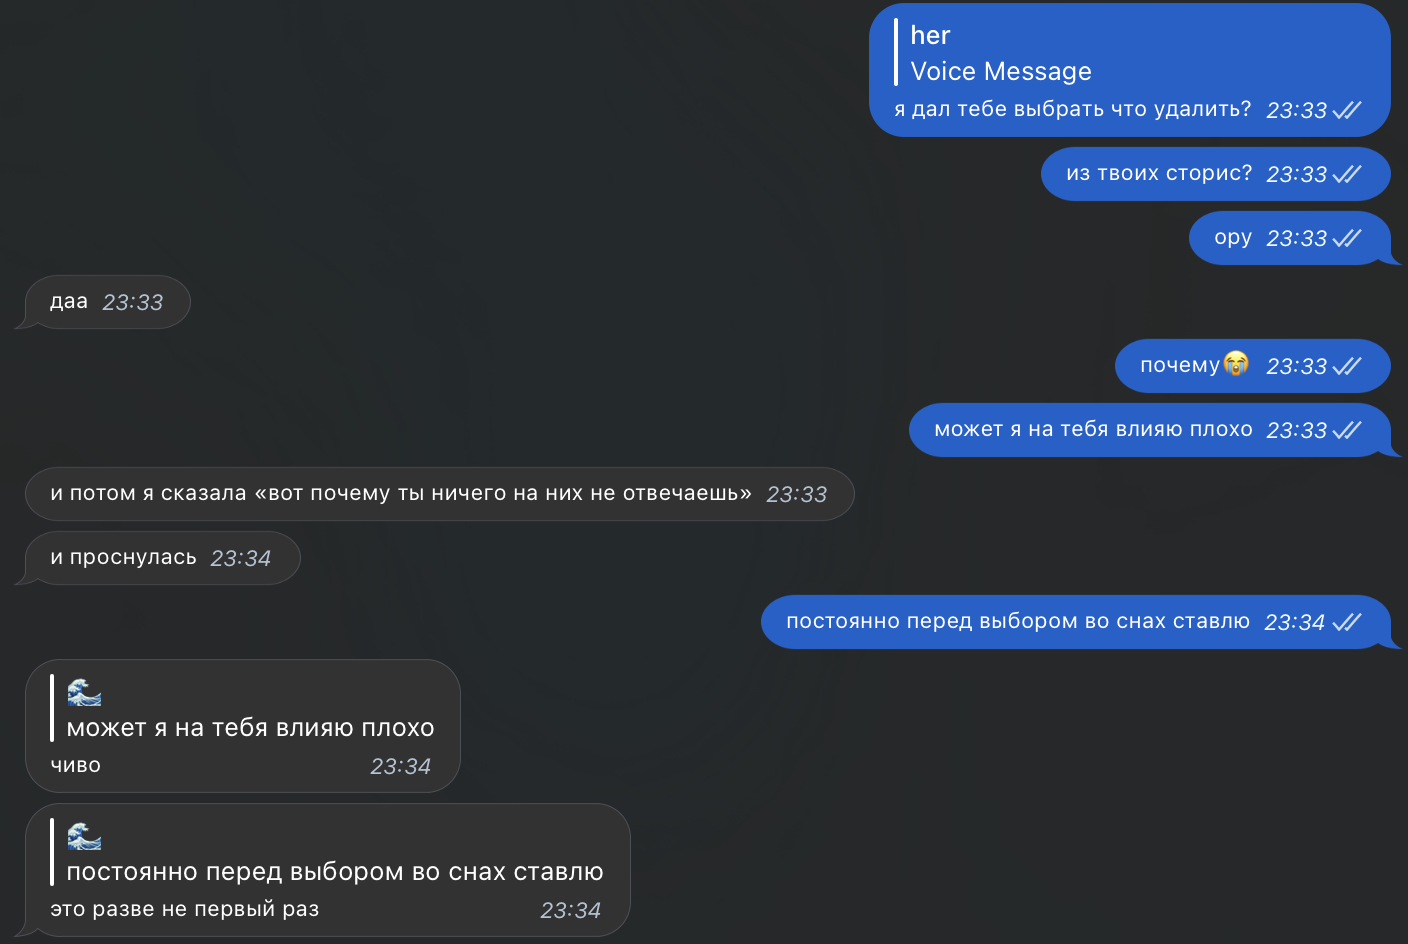 her
Voice Message
я дал тебе выбрать что удалить? 23:33
из твоих сторис? 23:33
ору 23:33
даа 23:33
почему😭 23:33
может я на тебя влияю плохо 23:33
и потом я сказала «вот почему ты ничего на них не отвечаешь» 23:33
и проснулась 23:34
постоянно перед выбором во снах ставлю 23:34
🌊
может я на тебя влияю плохо
чиво 23:34
🌊
постоянно перед выбором во снах ставлю
это разве не первый раз 23:34